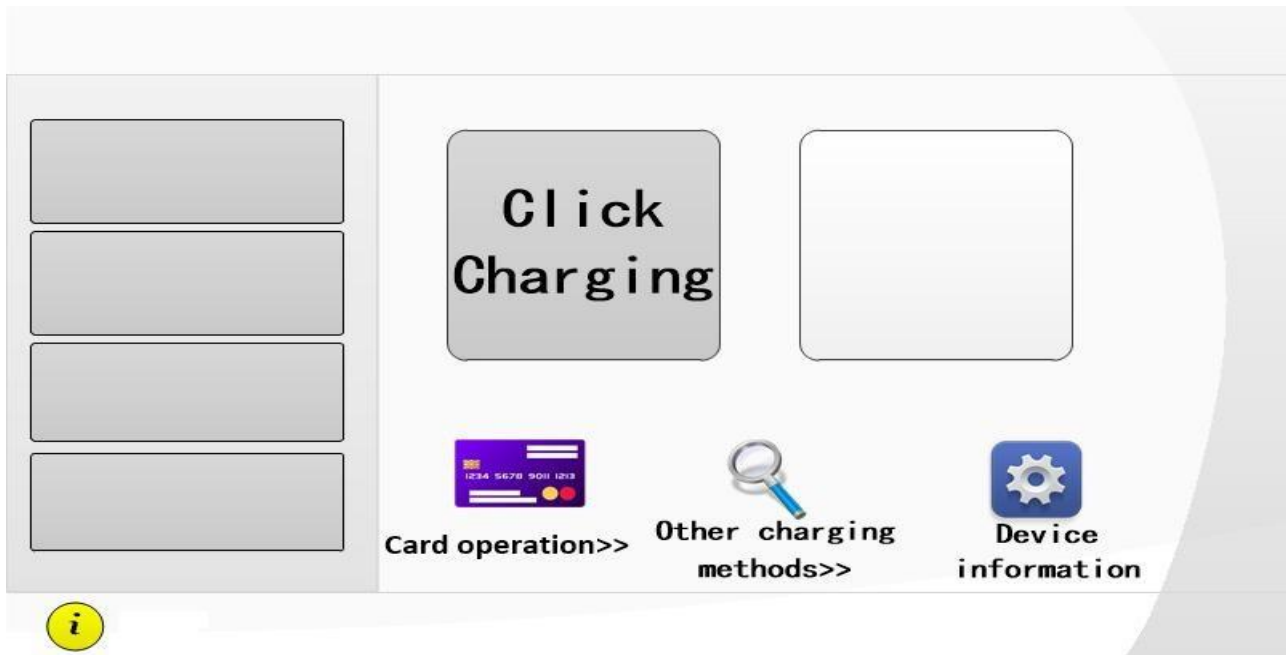 Click
Charging
1234 5678 9011 1213
Card operation>>
Other charging
methods>>
Device
information
i